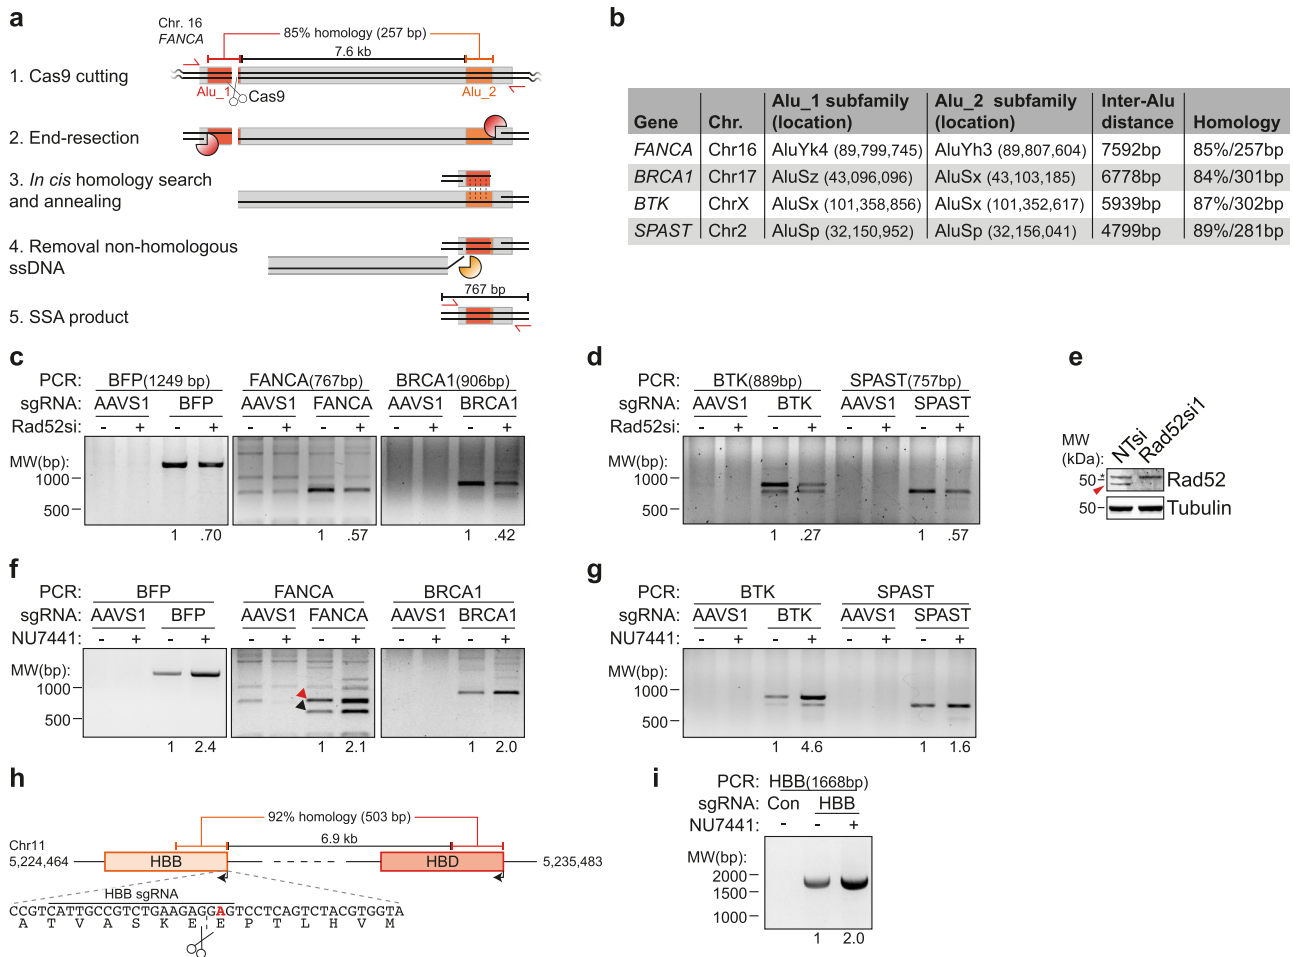 a
Chr. 16
FANCA
85% homology (257 bp)
7.6 kb
1. Cas9 cutting
Alu_1
Cas9
Alu_2
2. End-resection
3. In cis homology search
and annealing
4. Removal non-homologous
ssDNA
767 bp
5. SSA product
b
Gene Chr. Alu_1 subfamily (location) Alu_2 subfamily (location) Inter-Alu distance Homology
FANCA Chr16 AluYk4 (89,799,745) AluYh3 (89,807,604) 7592bp 85%/257bp
BRCA1 Chr17 AluSz (43,096,096) AluSx (43,103,185) 6778bp 84%/301bp
BTK ChrX AluSx (101,358,856) AluSx (101,352,617) 5939bp 87%/302bp
SPAST Chr2 AluSp (32,150,952) AluSp (32,156,041) 4799bp 89%/281bp
c
PCR: BFP(1249 bp) FANCA(767bp) BRCA1(906bp)
sgRNA: AAVS1 BFP AAVS1 FANCA AAVS1 BRCA1
Rad52si: - + - + - + - + - + - +
MW(bp):
1000
500
1 .70 1 .57 1 .42
d
PCR: BTK(889bp) SPAST(757bp)
sgRNA: AAVS1 BTK AAVS1 SPAST
Rad52si: - + - + - + - +
MW(bp):
1000
500
1 .27 1 .57
e
NTsi Rad52si1
MW
(kDa):
50 * Rad52
50 Tubulin
f
PCR: BFP FANCA BRCA1
sgRNA: AAVS1 BFP AAVS1 FANCA AAVS1 BRCA1
NU7441: - + - + - + - + - + - +
MW(bp):
1000
500
1 2.4 1 2.1 1 2.0
g
PCR: BTK SPAST
sgRNA: AAVS1 BTK AAVS1 SPAST
NU7441: - + - + - + - +
MW(bp):
1000
500
1 4.6 1 1.6
h
92% homology (503 bp)
6.9 kb
Chr11
5,224,464 HBB HBD 5,235,483
HBB sgRNA
CCGTCATTGCCGTCTGAAGAGGAGTCCTCAGTCTACGTGGTA
A T V A S K E E P T L H V M
i
PCR: HBB(1668bp)
sgRNA: Con HBB
NU7441: - - +
MW(bp):
2000
1500
1000
1 2.0